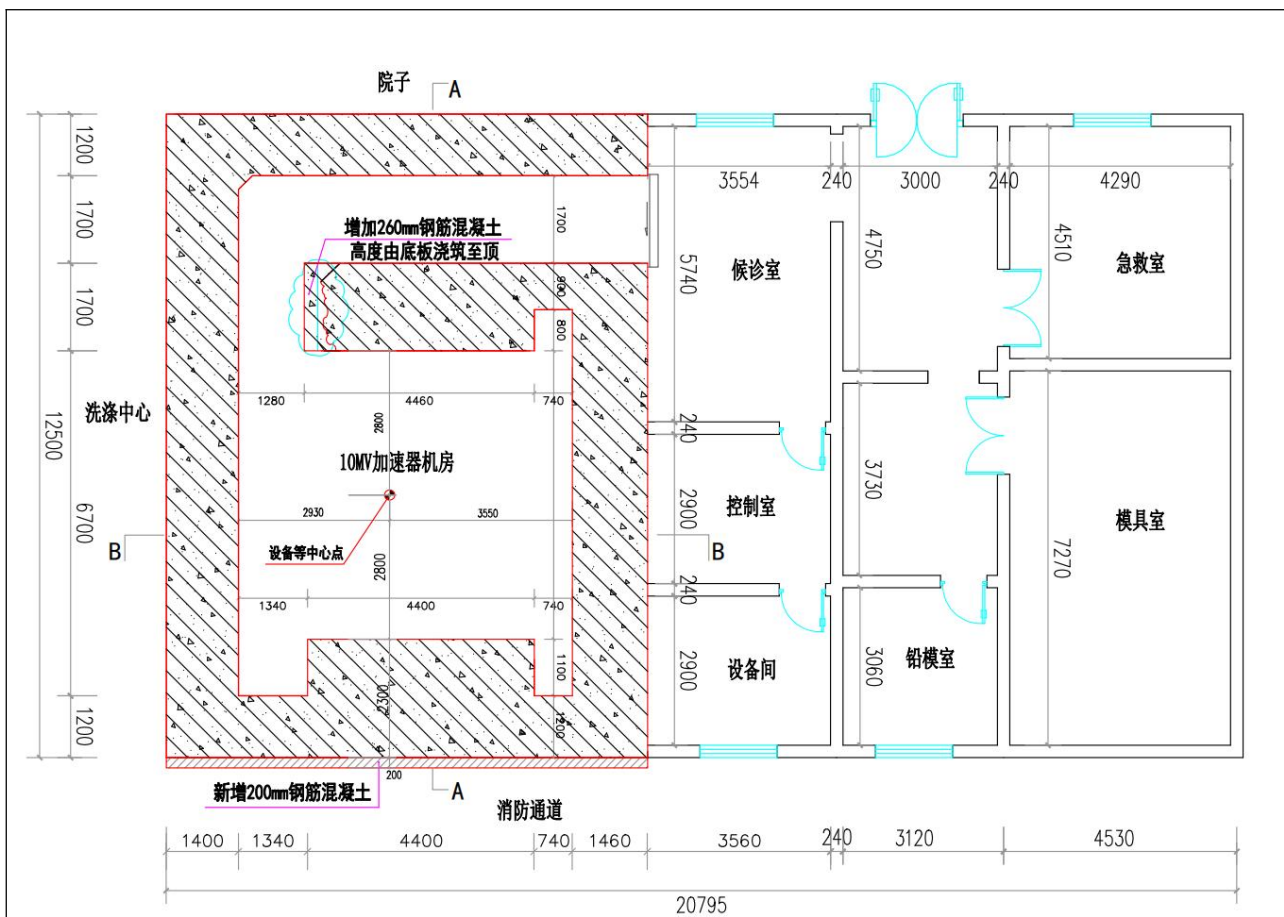 院子
A
1200
1700
1700
12500
6700
1200
洗涤中心
B
增加260mm钢筋混凝土
高度由底板浇筑至顶
1700
900
800
1280
4460
740
2800
10MV加速器机房
2930
3550
设备等中心点
2800
1340
4400
740
1100
2300
1200
200
新增200mm钢筋混凝土
A
消防通道
B
3554
240
3000
240
4290
候诊室
5740
4750
4510
急救室
240
控制室
2900
3730
模具室
7270
240
设备间
2900
铅模室
3060
1400
1340
4400
740
1460
3560
240
3120
4530
20795